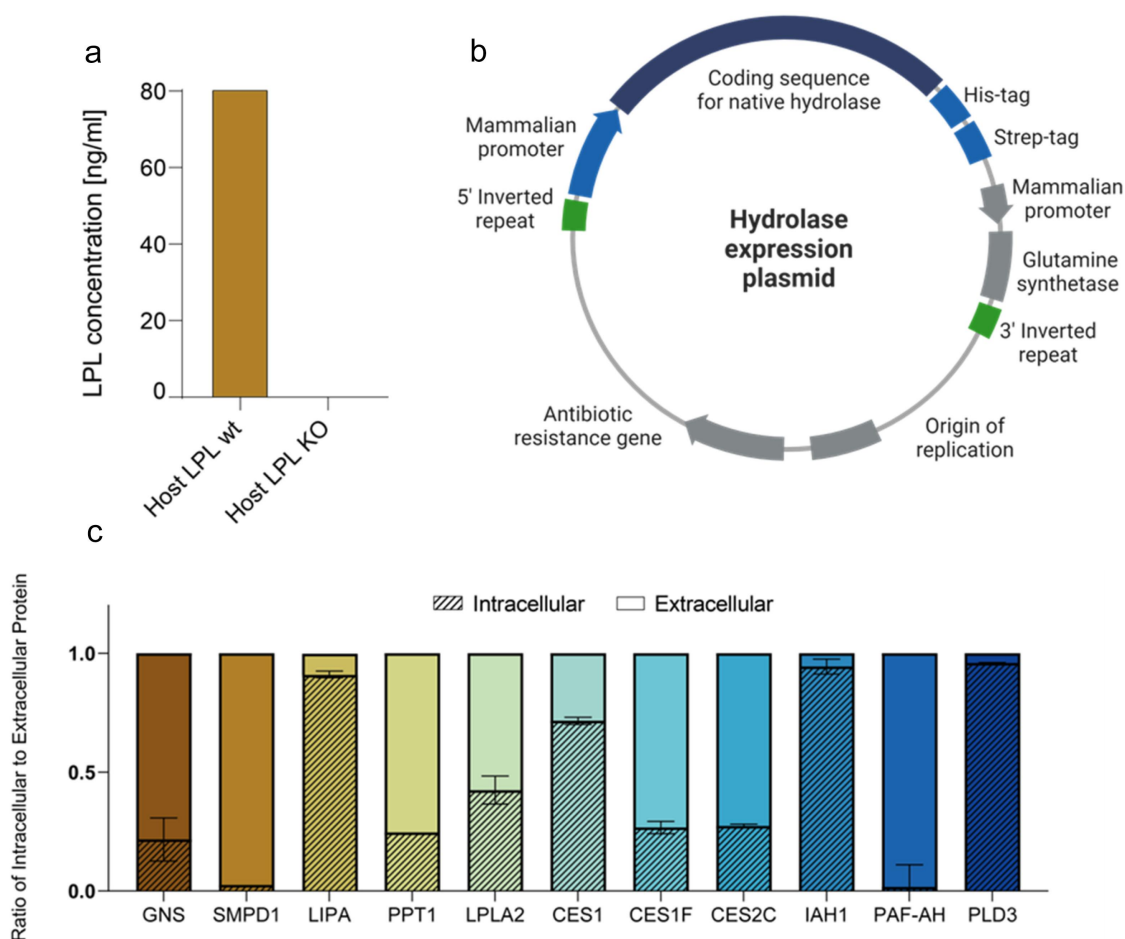 a
LPL concentration [ng/ml]
80
60
40
20
0
Host LPL wt
Host LPL KO
b
Coding sequence
for native hydrolase
His-tag
Strep-tag
Mammalian
promoter
Glutamine
synthetase
3' Inverted
repeat
Origin of
replication
Antibiotic
resistance gene
5' Inverted
repeat
Mammalian
promoter
Hydrolase
expression
plasmid
c
Ratio of Intracellular to Extracellular Protein
Intracellular
Extracellular
1.0
0.5
0.0
GNS SMPD1 LIPA PPT1 LPLA2 CES1 CES1F CES2C IAH1 PAF-AH PLD3